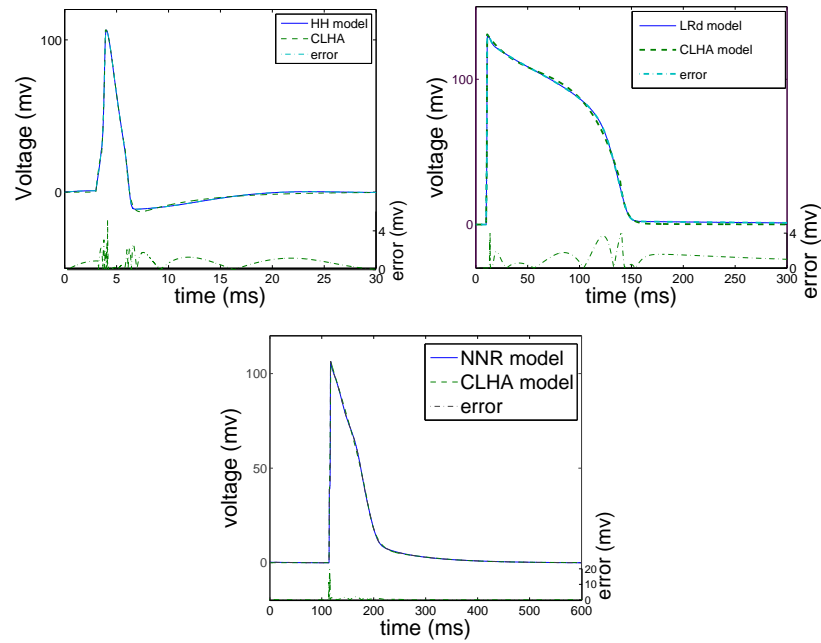 HH model
CLHA
error
100
0
Voltage (mv)
4
0
error (mv)
0 5 10 15 20 25 30
time (ms)
LRd model
CLHA model
error
100
0
voltage (mv)
4
0
error (mv)
0 50 100 150 200 250 300
time (ms)
NNR model
CLHA model
error
100
50
0
voltage (mv)
20
10
0
error (mv)
0 100 200 300 400 500 600
time (ms)